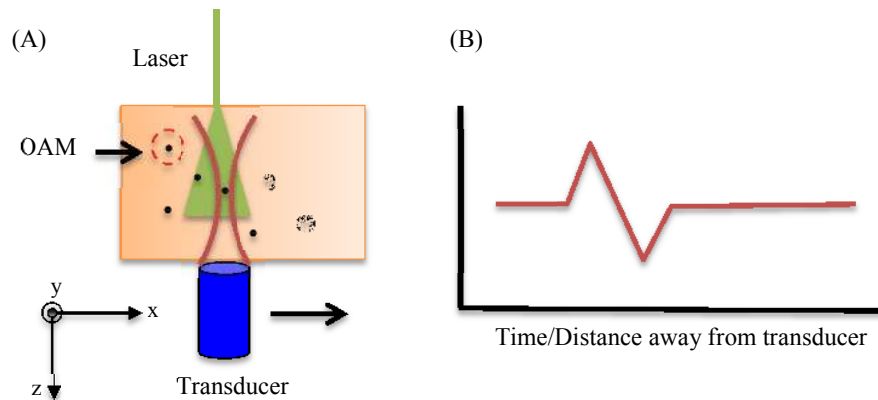 (A)
Laser
OAM
y
x
z
Transducer
(B)
Time/Distance away from transducer